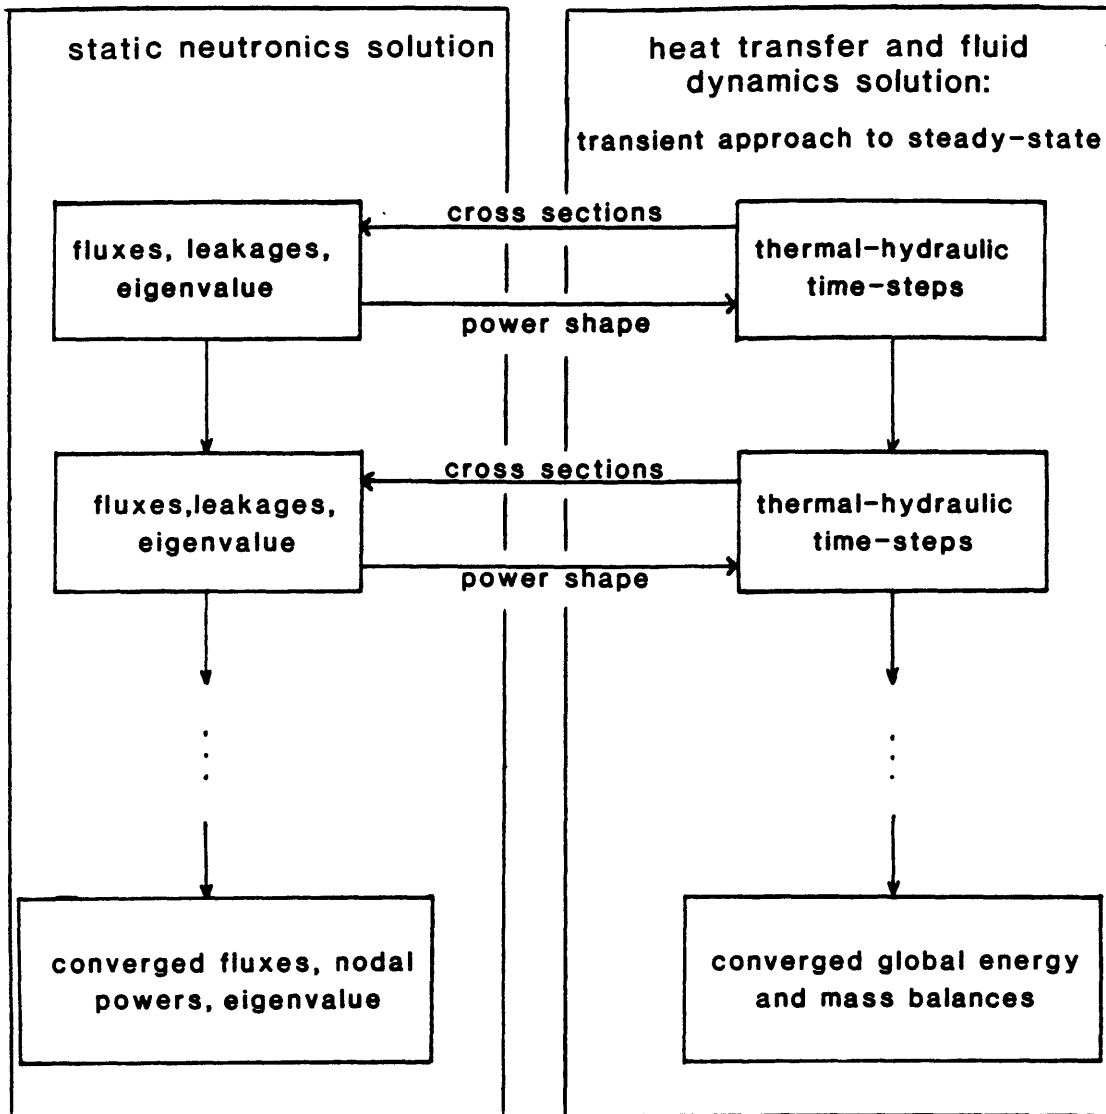 static neutronics solution
heat transfer and fluid
dynamics solution:
transient approach to steady-state
cross sections
fluxes, leakages,
eigenvalue
thermal-hydraulic
time-steps
power shape
cross sections
fluxes,leakages,
eigenvalue
thermal-hydraulic
time-steps
power shape
converged fluxes, nodal
powers, eigenvalue
converged global energy
and mass balances